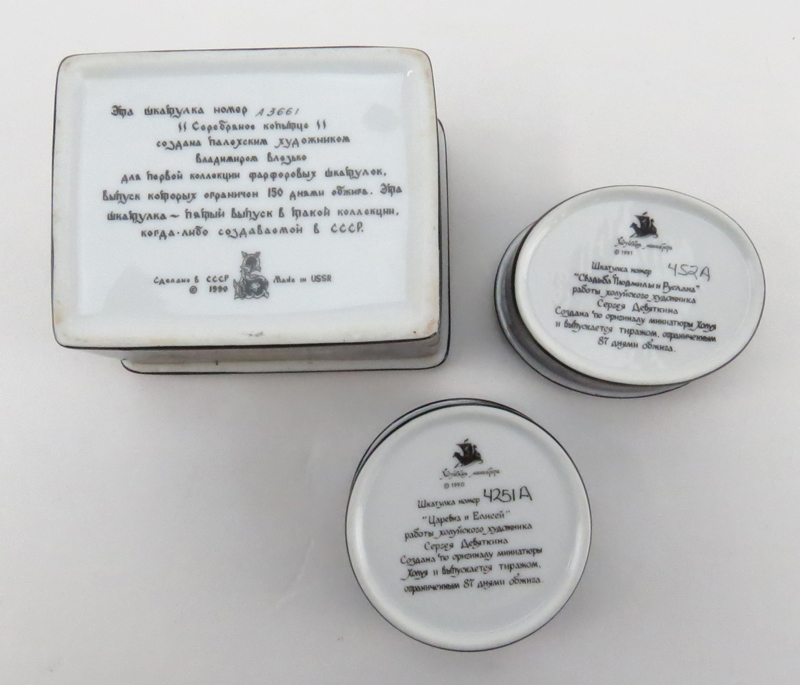 Эта шкатулка номер А3661
"Серебряное копытце"
создана палехским художником
Владимиром Влозако
для первой коллекции фарфоровых шкатулок,
выпуск которых ограничен 150 днями обжига. Эта
шкатулка – пятый выпуск в такой коллекции,
когда-либо создаваемой в СССР.
Сделано в СССР Made in USSR
© 1990
© 1991
Шкатулка номер 452А
"Свадьба Людмилы и Руслана"
работы холуйского художника
Сергея Девяткина
Создана по оригиналу миниатюры Холуя
и выпускается тиражом, ограниченным
87 днями обжига.
© 1990
Шкатулка номер 4251А
"Царевна и Елисей"
работы холуйского художника
Сергея Девяткина
Создана по оригиналу миниатюры
Холуя и выпускается тиражом,
ограниченным 87 днями обжига.